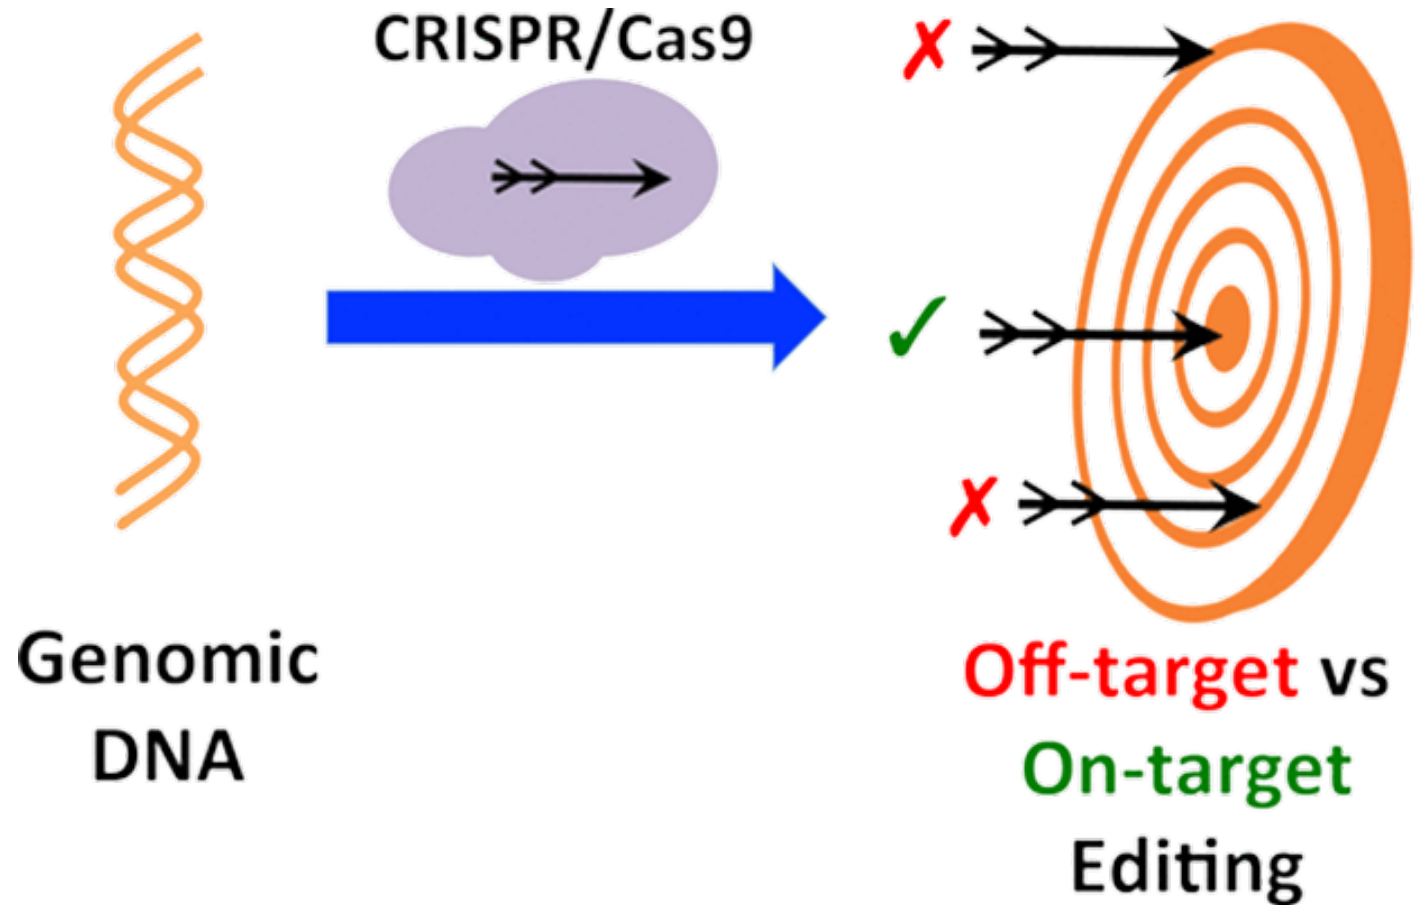 CRISPR/Cas9
Genomic
DNA
Off-target vs
On-target
Editing